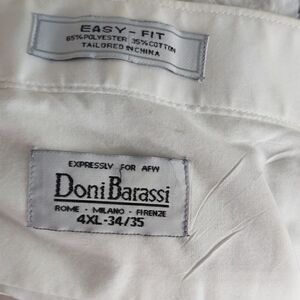 EASY-FIT
65% POLYESTER 35% COTTON
TAILORED IN CHINA
EXPRESSLY FOR AFW
Doni Barassi
ROME - MILANO - FIRENZE
4XL-34/35